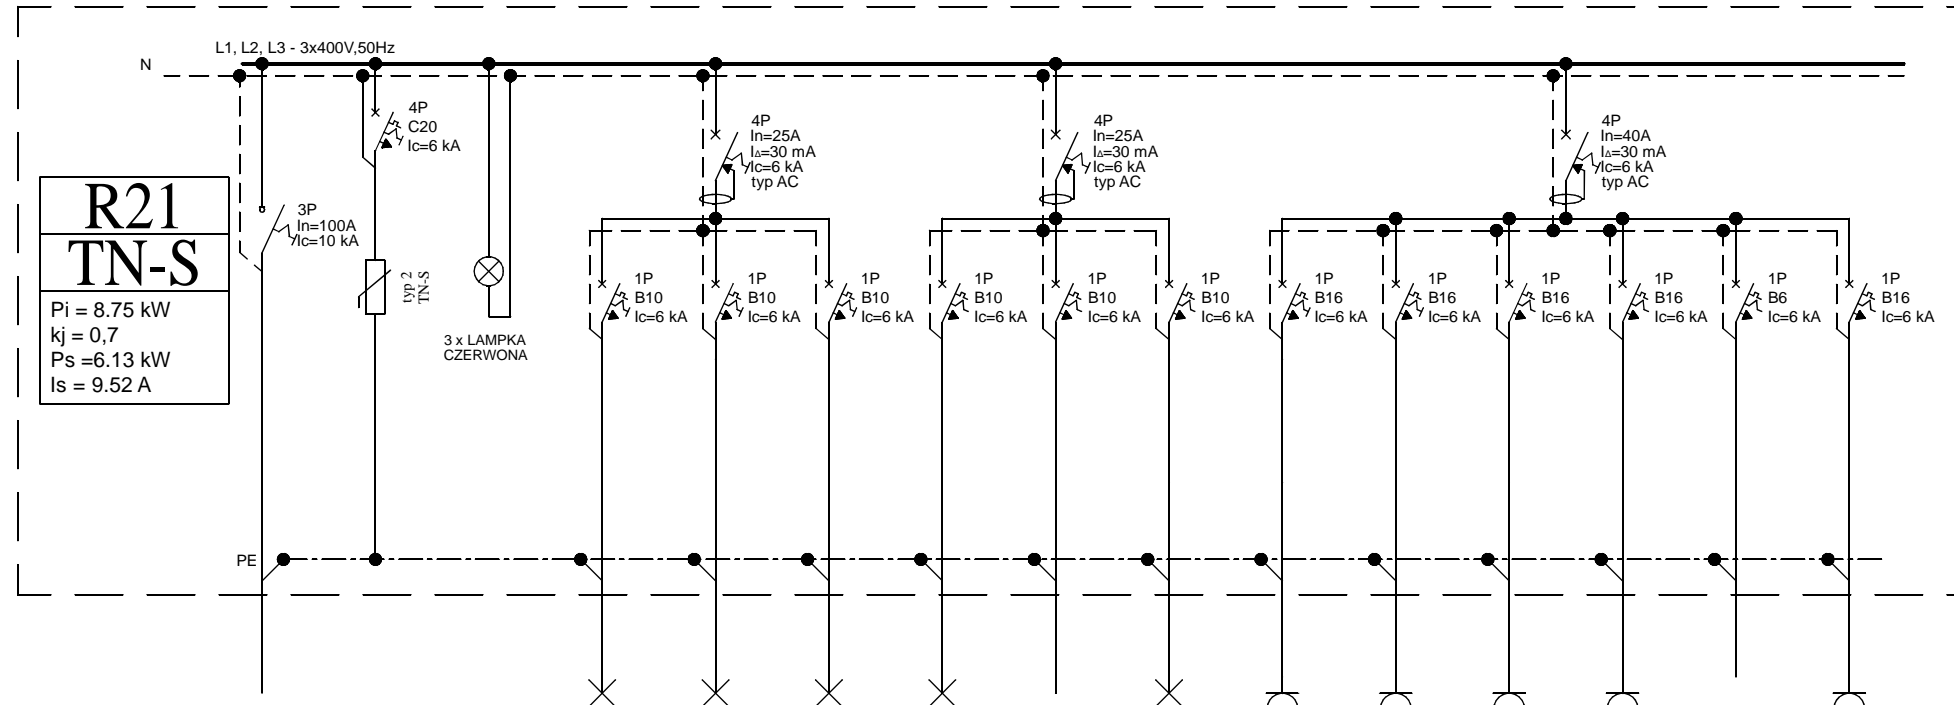 L1, L2, L3 - 3x400V,50Hz
N
4P
C20
Ic=6 kA
4P
In=25A
I∆=30 mA
Ic=6 kA
typ AC
4P
In=25A
I∆=30 mA
Ic=6 kA
typ AC
4P
In=40A
I∆=30 mA
Ic=6 kA
typ AC
R21
TN-S
Pi = 8.75 kW
kj = 0,7
Ps =6.13 kW
Is = 9.52 A
3P
In=100A
Ic=10 kA
typ 2
TN-S
3 x LAMPKA
CZERWONA
1P
B10
Ic=6 kA
1P
B10
Ic=6 kA
1P
B10
Ic=6 kA
1P
B10
Ic=6 kA
1P
B10
Ic=6 kA
1P
B10
Ic=6 kA
1P
B16
Ic=6 kA
1P
B16
Ic=6 kA
1P
B16
Ic=6 kA
1P
B16
Ic=6 kA
1P
B6
Ic=6 kA
1P
B16
Ic=6 kA
PE